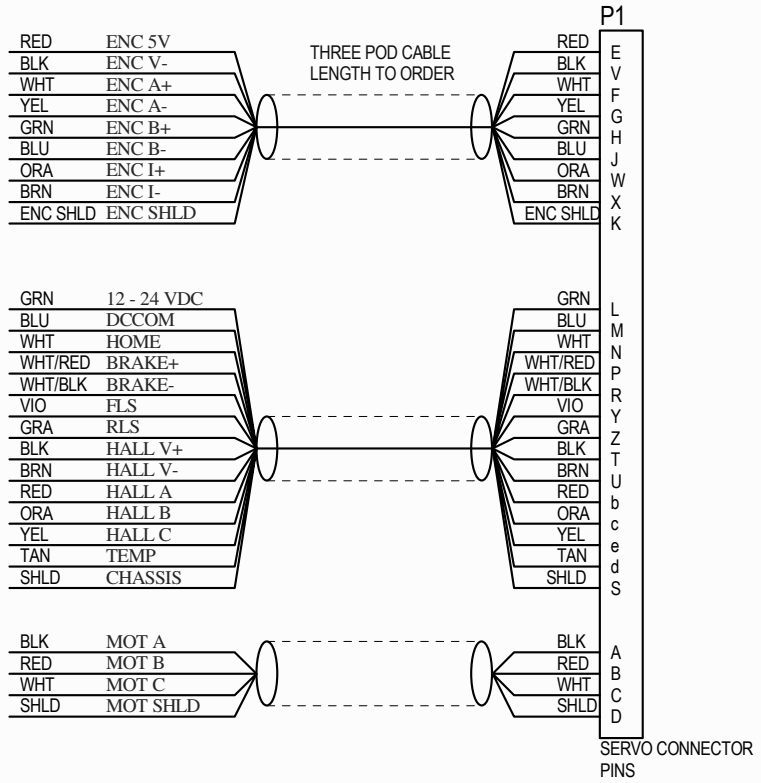 P1
RED ENC 5V THREE POD CABLE RED E
BLK ENC V- LENGTH TO ORDER BLK V
WHT ENC A+ WHT F
YEL ENC A- YEL G
GRN ENC B+ GRN H
BLU ENC B- BLU J
ORA ENC I+ ORA W
BRN ENC I- BRN X
ENC SHLD ENC SHLD ENC SHLD K
GRN 12 - 24 VDC GRN L
BLU DCCOM BLU M
WHT HOME WHT N
WHT/RED BRAKE+ WHT/RED P
WHT/BLK BRAKE- WHT/BLK R
VIO FLS VIO Y
GRA RLS GRA Z
BLK HALL V+ BLK T
BRN HALL V- BRN U
RED HALL A RED b
ORA HALL B ORA c
YEL HALL C YEL e
TAN TEMP TAN d
SHLD CHASSIS SHLD S
BLK MOT A BLK A
RED MOT B RED B
WHT MOT C WHT C
SHLD MOT SHLD SHLD D
SERVO CONNECTOR
PINS